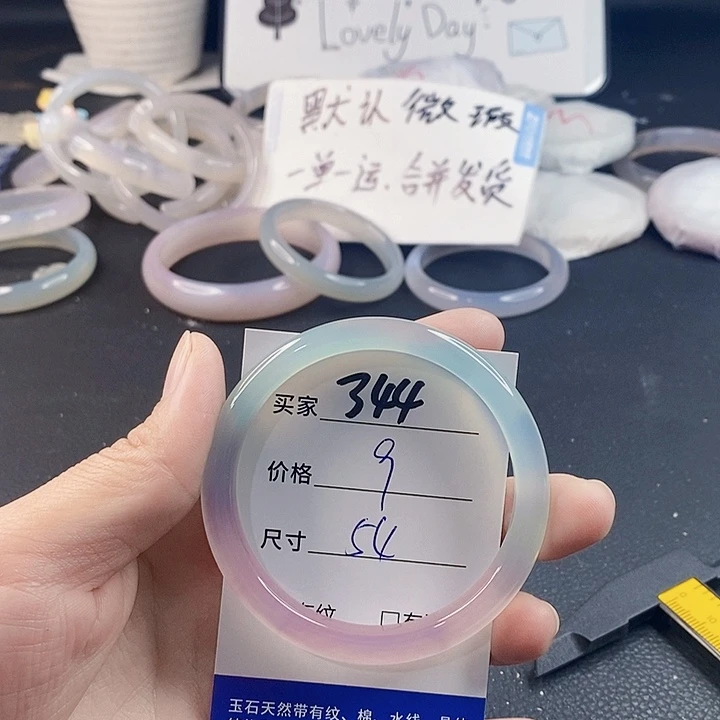 Lovely Day
默认微瑕
一单一运.合并发货
买家 344
价格 9
尺寸 54
玉石天然带有纹、棉、水线、